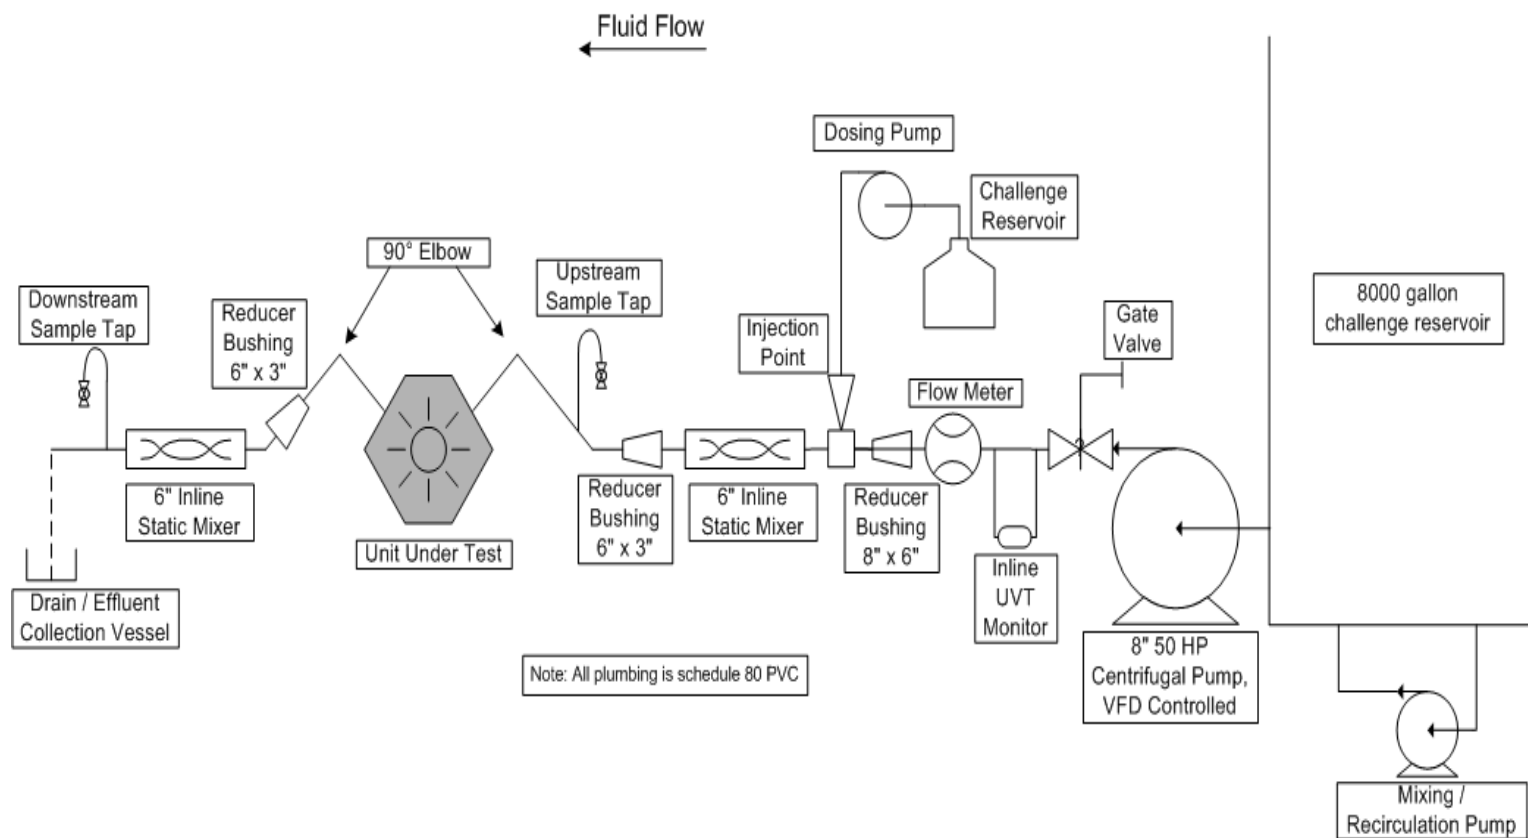 Fluid Flow
Dosing Pump
Challenge
Reservoir
90° Elbow
Upstream
Sample Tap
Downstream
Sample Tap
Reducer
Bushing
6" x 3"
Injection
Point
Gate
Valve
8000 gallon
challenge reservoir
Flow Meter
6" Inline
Static Mixer
Unit Under Test
Reducer
Bushing
6" x 3"
6" Inline
Static Mixer
Reducer
Bushing
8" x 6"
Inline
UVT
Monitor
Drain / Effluent
Collection Vessel
Note: All plumbing is schedule 80 PVC
8" 50 HP
Centrifugal Pump,
VFD Controlled
Mixing /
Recirculation Pump